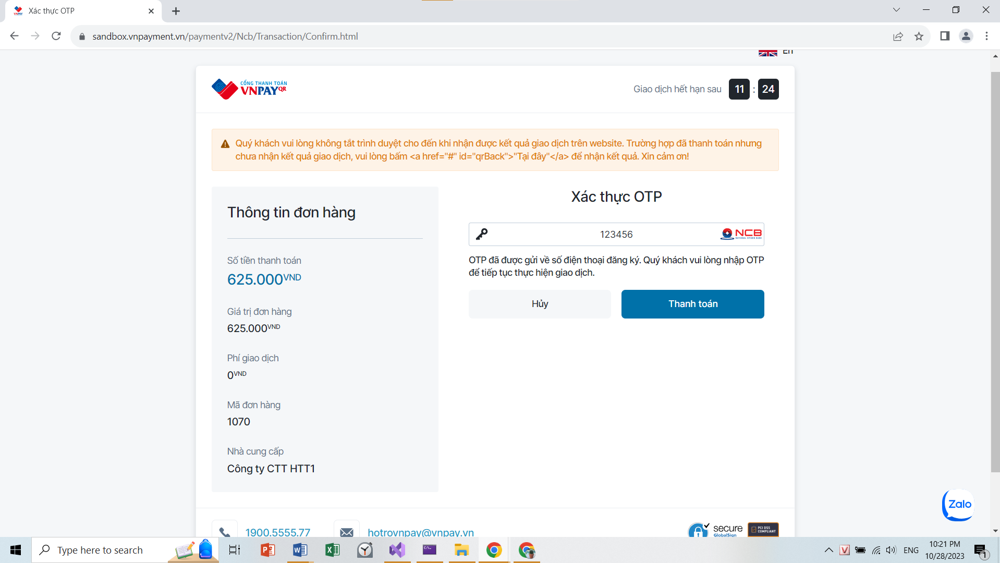 Xác thực OTP
sandbox.vnpayment.vn/paymentv2/Ncb/Transaction/Confirm.html
En
CỔNG THANH TOÁN
VNPAYQR
Giao dịch hết hạn sau 11 : 24
Quý khách vui lòng không tắt trình duyệt cho đến khi nhận được kết quả giao dịch trên website. Trường hợp đã thanh toán nhưng
chưa nhận kết quả giao dịch, vui lòng bấm <a href="#" id="qrBack">"Tại đây"</a> để nhận kết quả. Xin cảm ơn!
Thông tin đơn hàng
Số tiền thanh toán
625.000VND
Giá trị đơn hàng
625.000VND
Phí giao dịch
0VND
Mã đơn hàng
1070
Nhà cung cấp
Công ty CTT HTT1
Xác thực OTP
123456
NCB
NATIONAL CITIZEN BANK
OTP đã được gửi về số điện thoại đăng ký. Quý khách vui lòng nhập OTP
để tiếp tục thực hiện giao dịch.
Hủy
Thanh toán
Zalo
1900.5555.77
hotrovnpay@vnpay.vn
secure
GlobalSign
PCI DSS
COMPLIANT
Type here to search
ENG
10:21 PM
10/28/2023
1